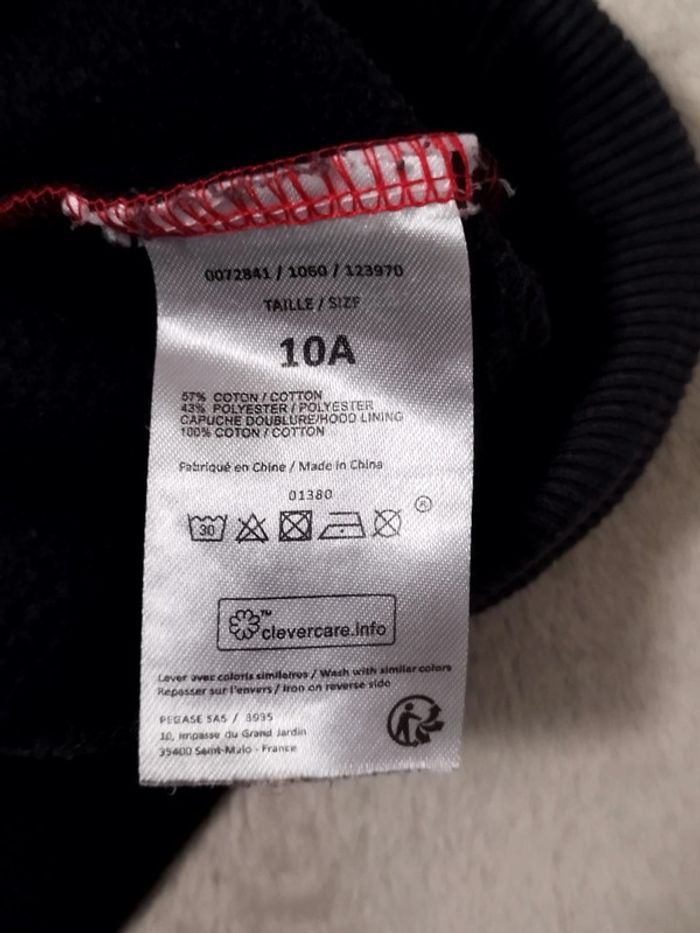 0072841 / 1060 / 123970
TAILLE / SIZE
10A
57% COTON / COTTON
43% POLYESTER / POLYESTER
CAPUCHE DOUBLURE/HOOD LINING
100% COTON / COTTON
Fabriqué en Chine / Made in China
01380
30
®
™
clevercare.info
Laver avec coloris similaires / Wash with similar colors
Repasser sur l'envers / Iron on reverse side
PEGASE SAS / 3995
10, impasse du Grand Jardin
35400 Saint-Malo - France